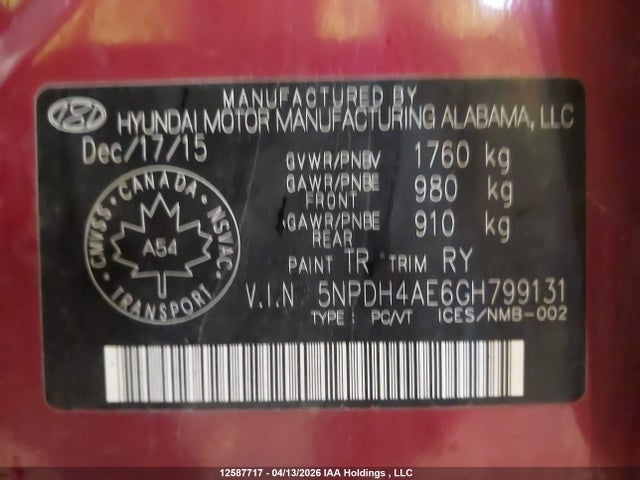 MANUFACTURED BY
HYUNDAI MOTOR MANUFACTURING ALABAMA, LLC
Dec/17/15
GVWR/PNBV 1760 kg
GAWR/PNBE FRONT 980 kg
GAWR/PNBE REAR 910 kg
CANADA
CMVSS NSVAC
A54
TRANSPORT
PAINT TR TRIM RY
V.I.N 5NPDH4AE6GH799131
TYPE : PC/VT ICES/NMB-002
12587717 - 04/13/2026 IAA Holdings , LLC